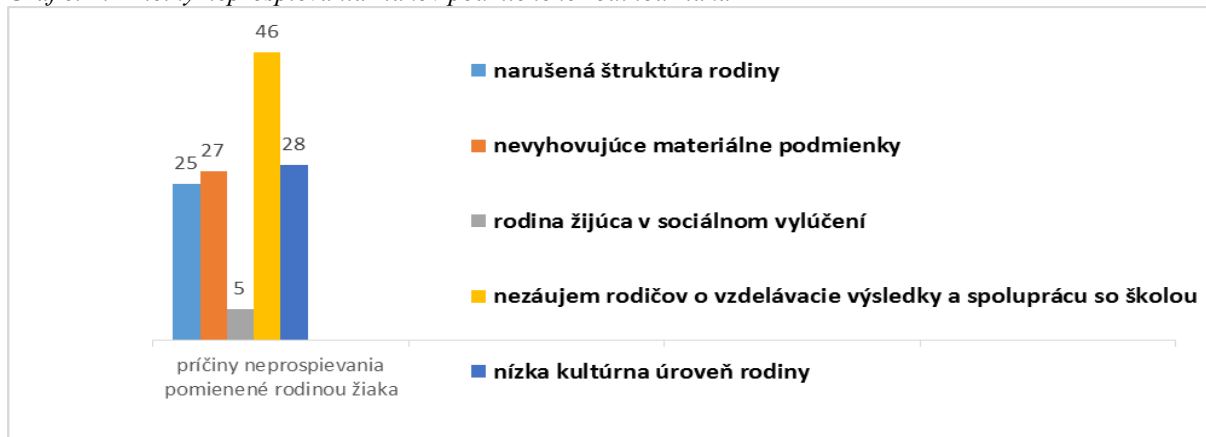 46
narušená štruktúra rodiny
28
27
25
nevyhovujúce materiálne podmienky
rodina žijúca v sociálnom vylúčení
5
nezáujem rodičov o vzdelávacie výsledky a spoluprácu so školou
príčiny neprospievania
pomienené rodinou žiaka
nízka kultúrna úroveň rodiny